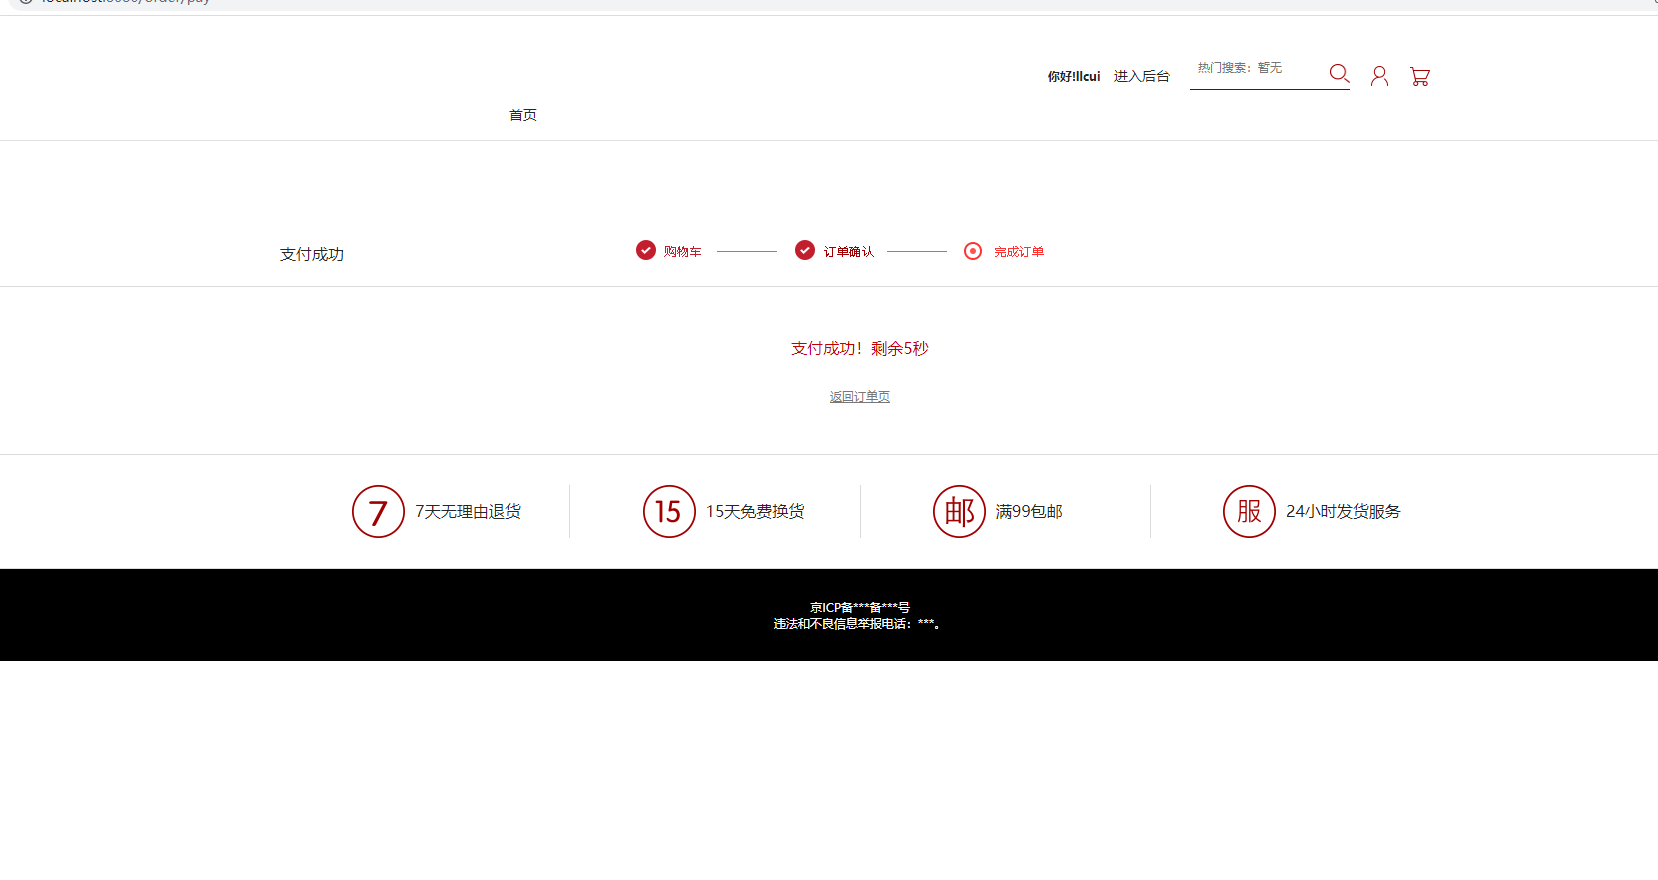 你好!llcui 进入后台 热门搜索：暂无
首页
支付成功 购物车 订单确认 完成订单
支付成功！剩余5秒
返回订单页
7 7天无理由退货 15 15天免费换货 邮 满99包邮 服 24小时发货服务
京ICP备***备***号
违法和不良信息举报电话：***。